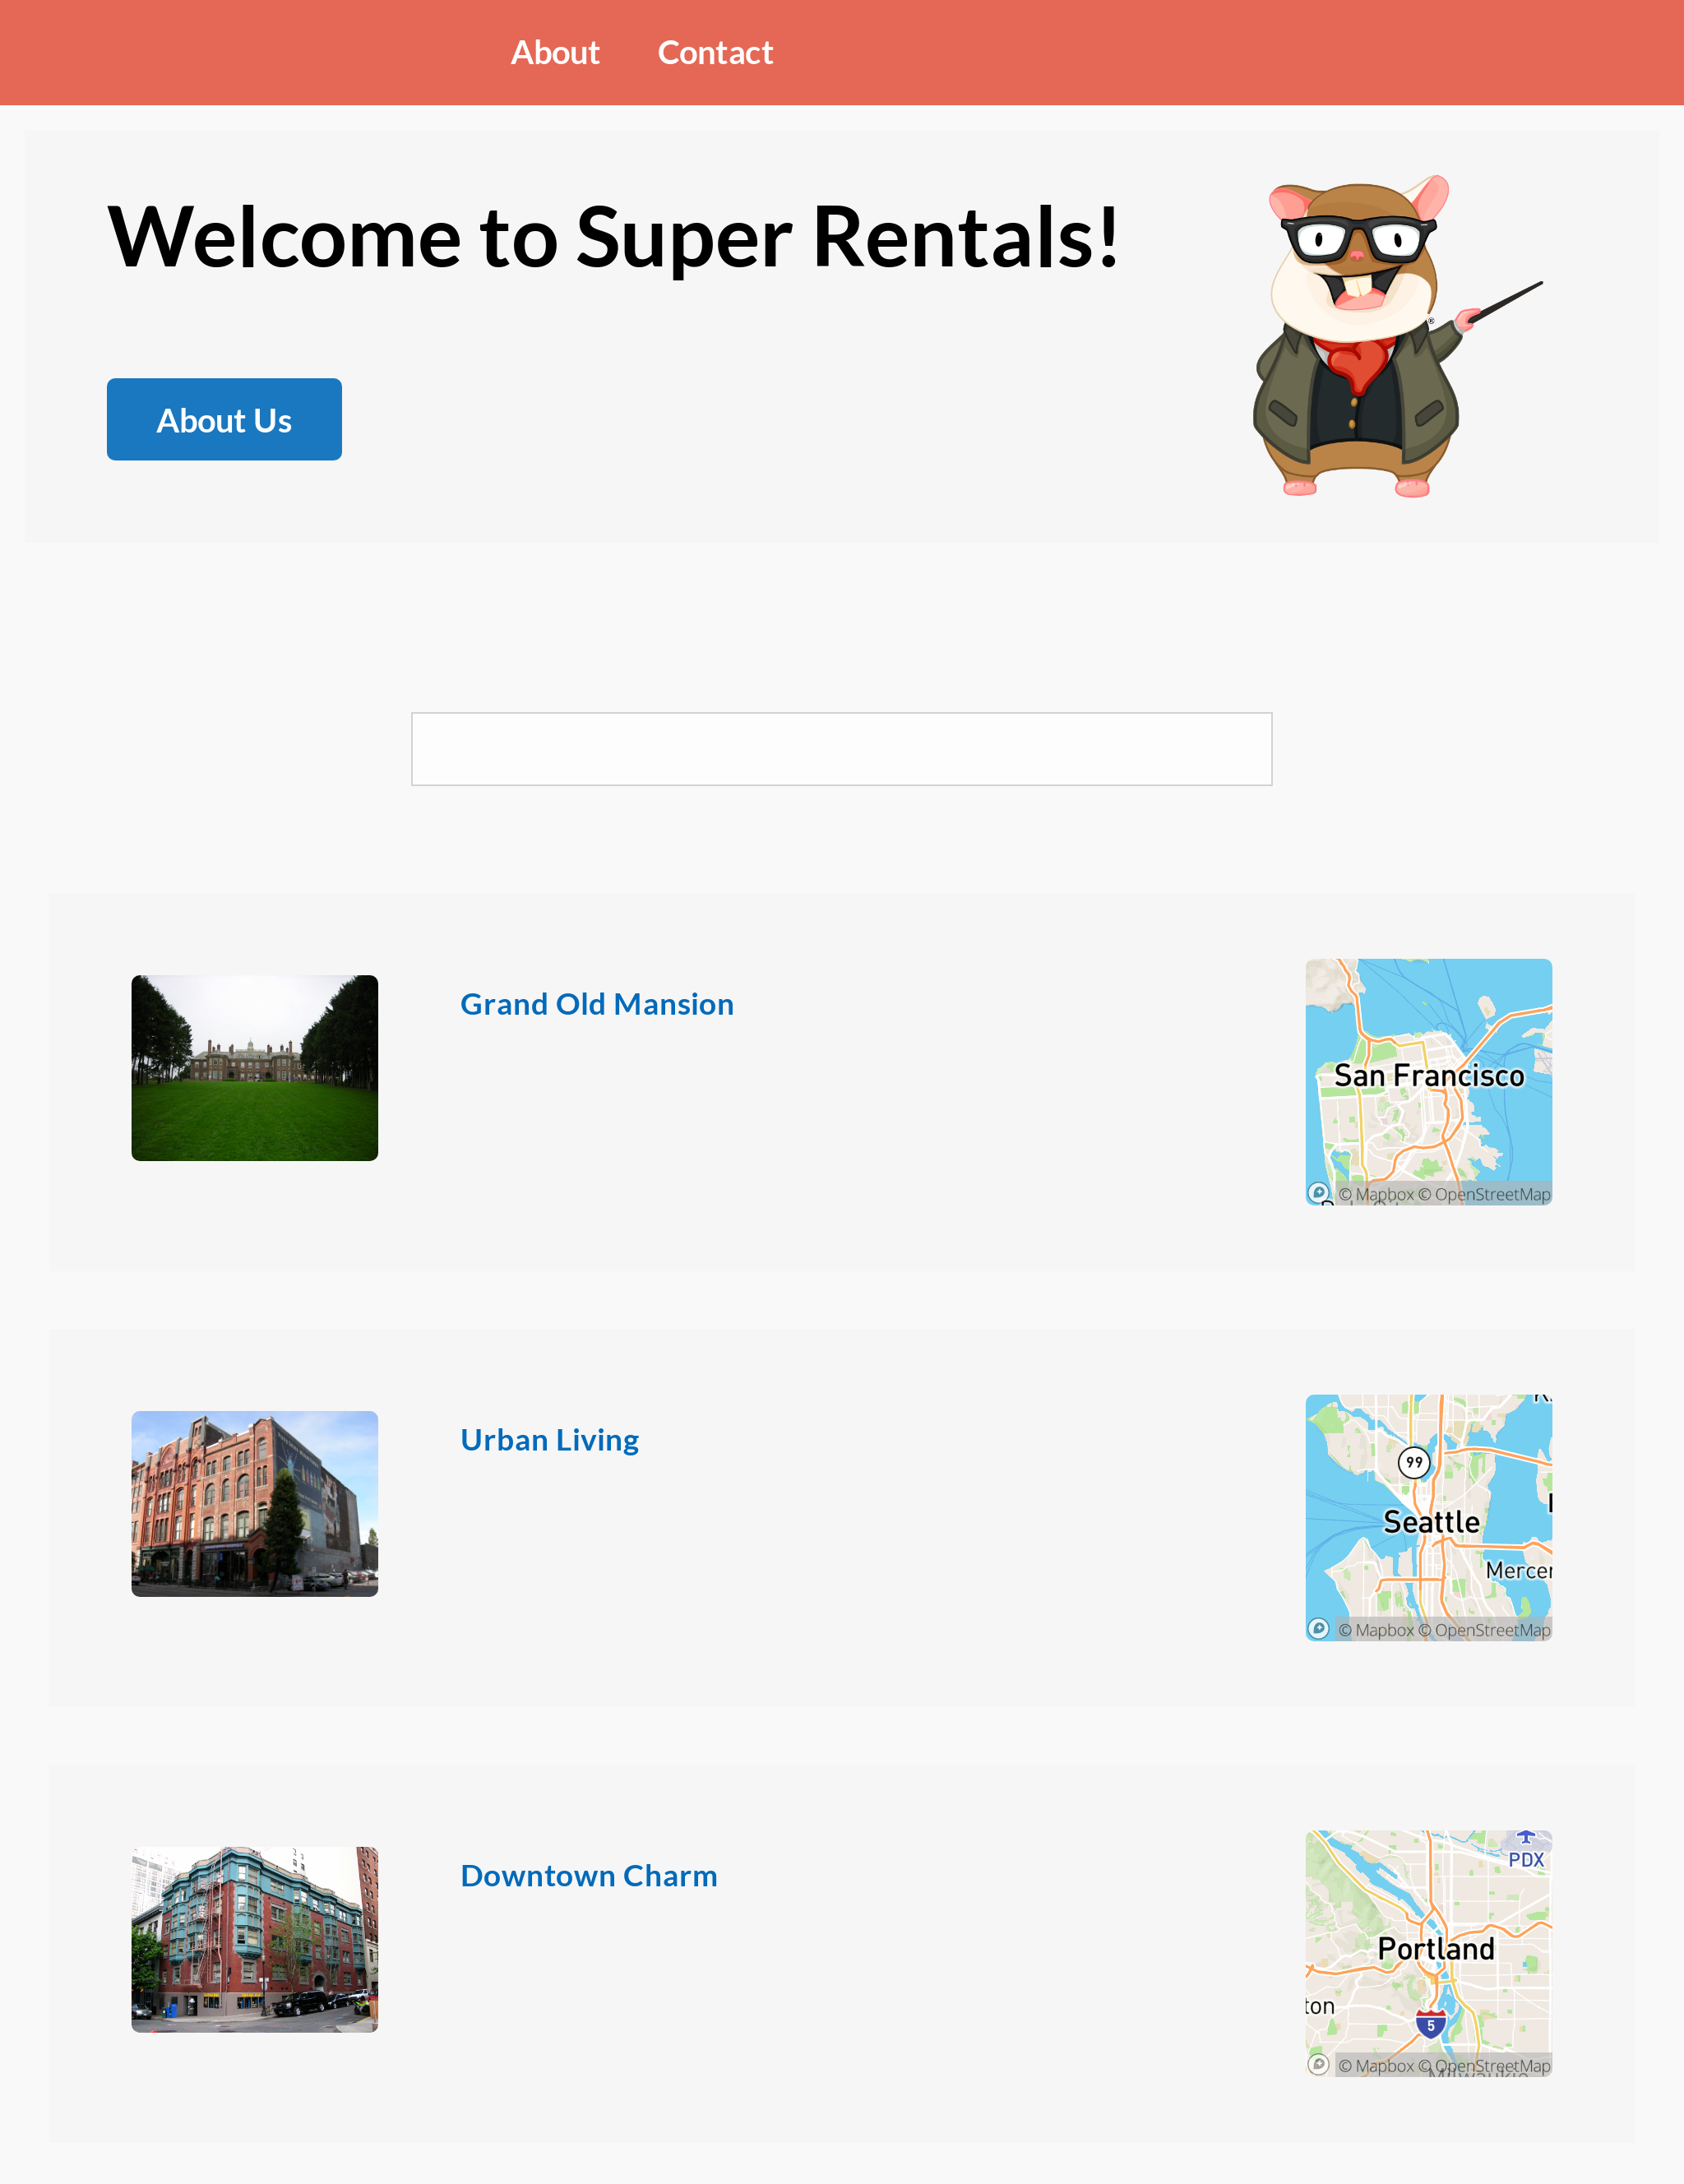 About Contact
Welcome to Super Rentals!
®
About Us
Grand Old Mansion
San Francisco
© Mapbox © OpenStreetMap
Urban Living
99
Seattle
Mercer
© Mapbox © OpenStreetMap
Downtown Charm
PDX
Portland
ton
5
© Mapbox © OpenStreetMap
Milwaukie